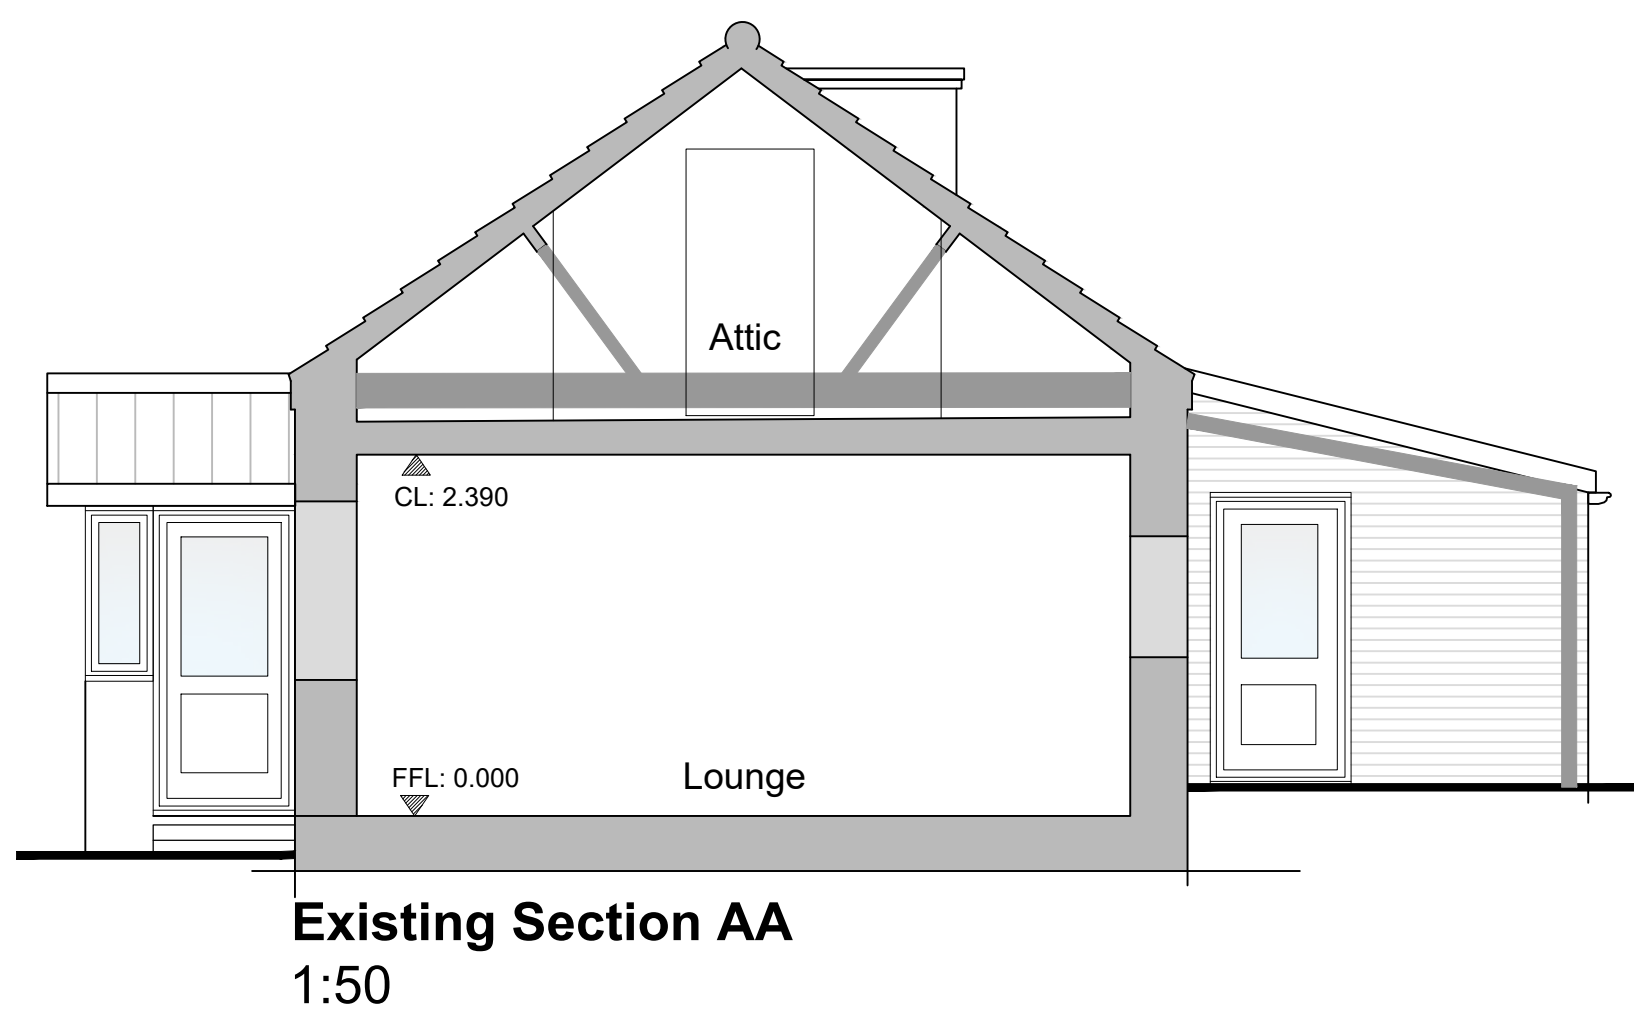 Attic
CL: 2.390
FFL: 0.000
Lounge
Existing Section AA
1:50